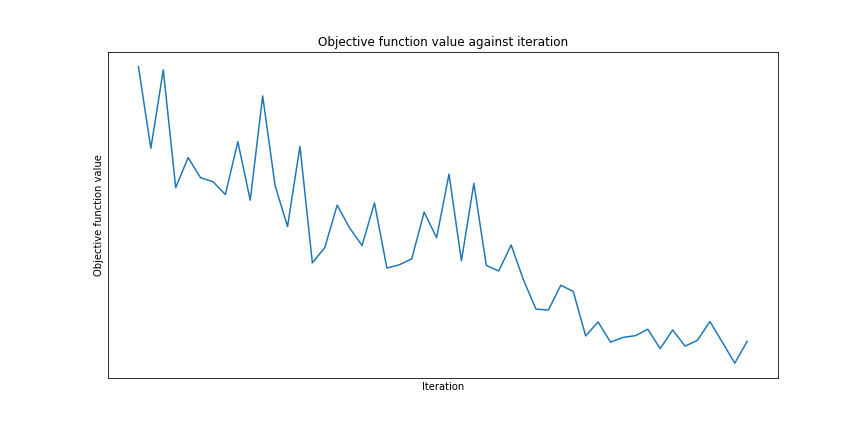 Objective function value against iteration
Objective function value
Iteration